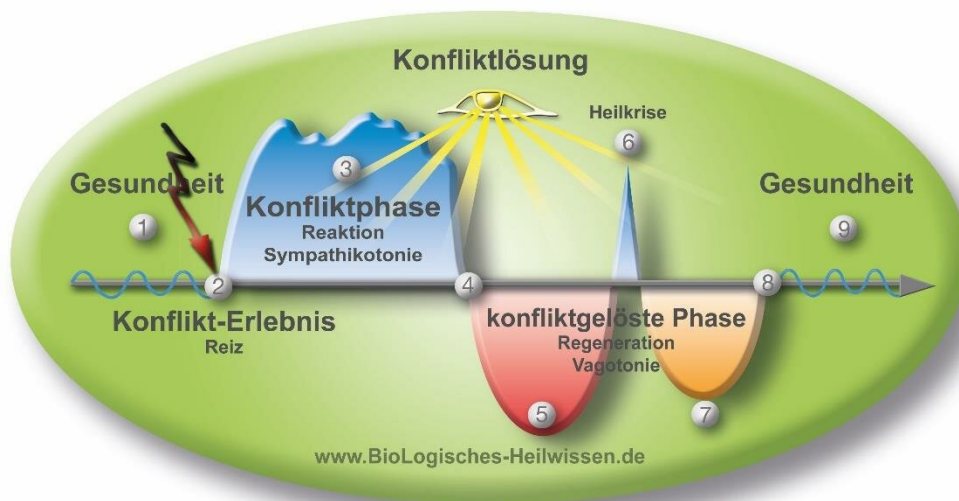 Konfliktlösung
Heilkrise
6
3
Gesundheit
Gesundheit
1
9
Konfliktphase
Reaktion
Sympathikotonie
2
4
8
Konflikt-Erlebnis
Reiz
konfliktgelöste Phase
Regeneration
Vagotonie
5
7
www.BioLogisches-Heilwissen.de